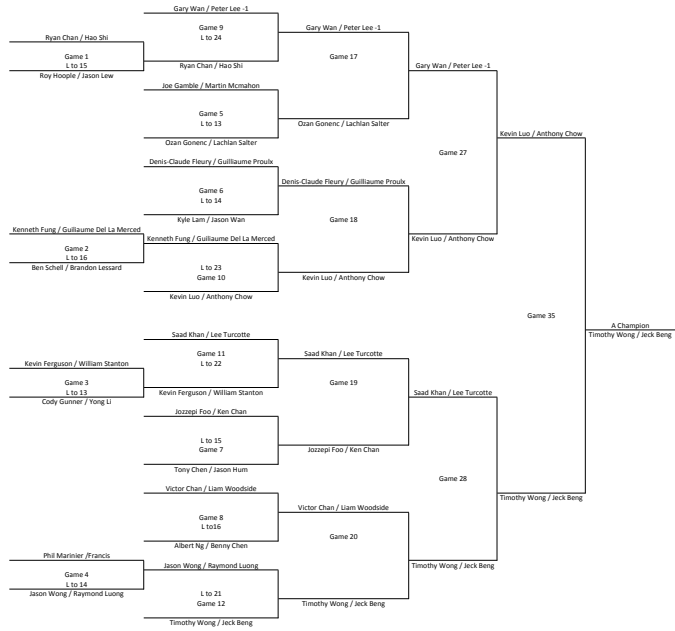 Gary Wan / Peter Lee -1
Game 9
L to 24
Gary Wan / Peter Lee -1
Ryan Chan / Hao Shi
Game 1
L to 15
Game 17
Ryan Chan / Hao Shi
Gary Wan / Peter Lee -1
Roy Hoople / Jason Lew
Joe Gamble / Martin Mcmahon
Game 5
L to 13
Ozan Gonenc / Lachlan Salter
Kevin Luo / Anthony Chow
Ozan Gonenc / Lachlan Salter
Game 27
Denis-Claude Fleury / Guilliaume Proulx
Game 6
L to 14
Denis-Claude Fleury / Guilliaume Proulx
Kyle Lam / Jason Wan
Game 18
Kenneth Fung / Guiliaume Del La Merced
Kenneth Fung / Guiliaume Del La Merced
Kevin Luo / Anthony Chow
Game 2
L to 16
Ben Schell / Brandon Lessard
L to 23
Game 10
Kevin Luo / Anthony Chow
Kevin Luo / Anthony Chow
Game 35
A Champion
Timothy Wong / Jeck Beng
Saad Khan / Lee Turcotte
Game 11
L to 22
Saad Khan / Lee Turcotte
Kevin Ferguson / William Stanton
Game 3
L to 13
Game 19
Kevin Ferguson / William Stanton
Saad Khan / Lee Turcotte
Cody Gunner / Yong Li
Jozzepi Foo / Ken Chan
L to 15
Game 7
Jozzepi Foo / Ken Chan
Tony Chen / Jason Hum
Game 28
Victor Chan / Liam Woodside
Timothy Wong / Jeck Beng
Game 8
L to16
Victor Chan / Liam Woodside
Albert Ng / Benny Chen
Game 20
Phil Marinier /Francis
Jason Wong / Raymond Luong
Timothy Wong / Jeck Beng
Game 4
L to 14
Jason Wong / Raymond Luong
L to 21
Game 12
Timothy Wong / Jeck Beng
Timothy Wong / Jeck Beng